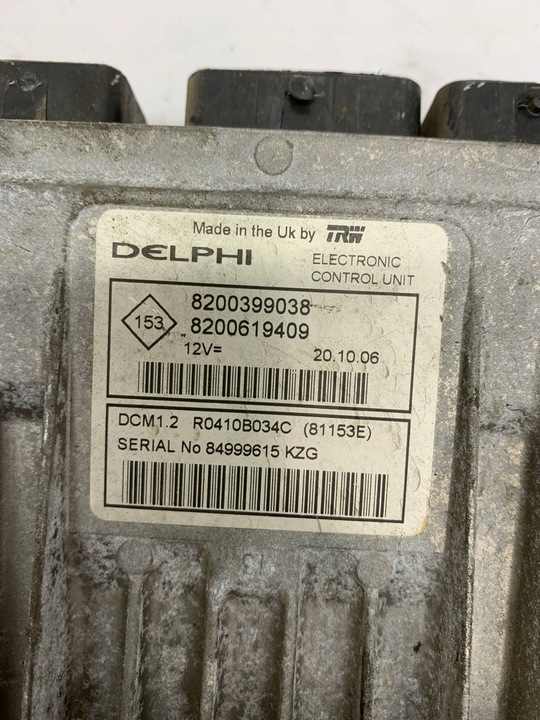 Made in the Uk by TRW
DELPHI ELECTRONIC
CONTROL UNIT
153
8200399038
8200619409
12V= 20.10.06
DCM1.2 R0410B034C (81153E)
SERIAL No 84999615 KZG